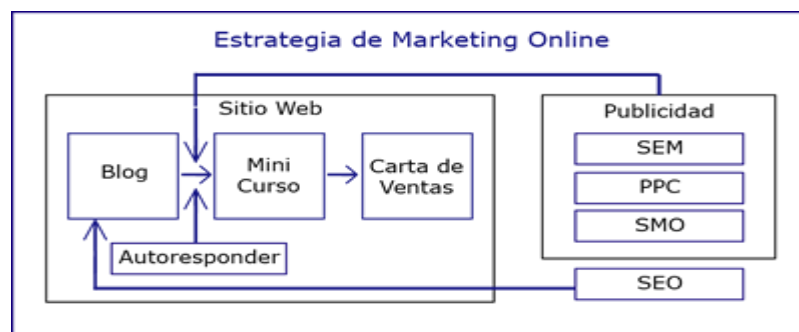 Estrategia de Marketing Online
Sitio Web
Blog
Mini
Curso
Carta de
Ventas
Autoresponder
Publicidad
SEM
PPC
SMO
SEO